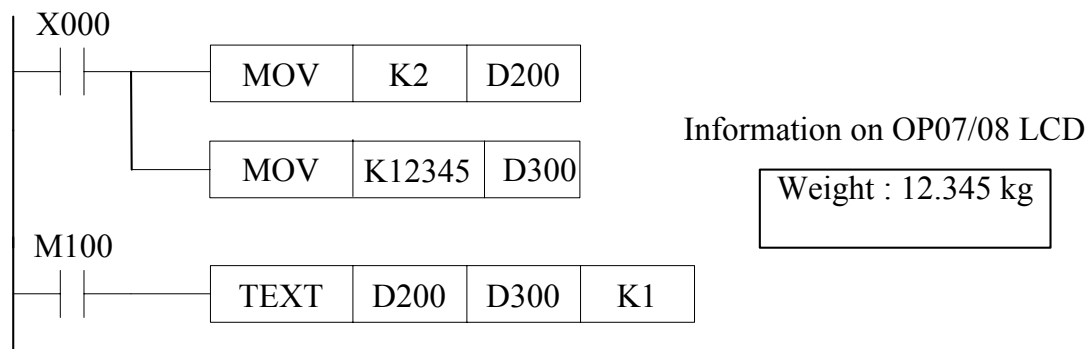 X000
MOV K2 D200
Information on OP07/08 LCD
MOV K12345 D300
Weight : 12.345 kg
M100
TEXT D200 D300 K1